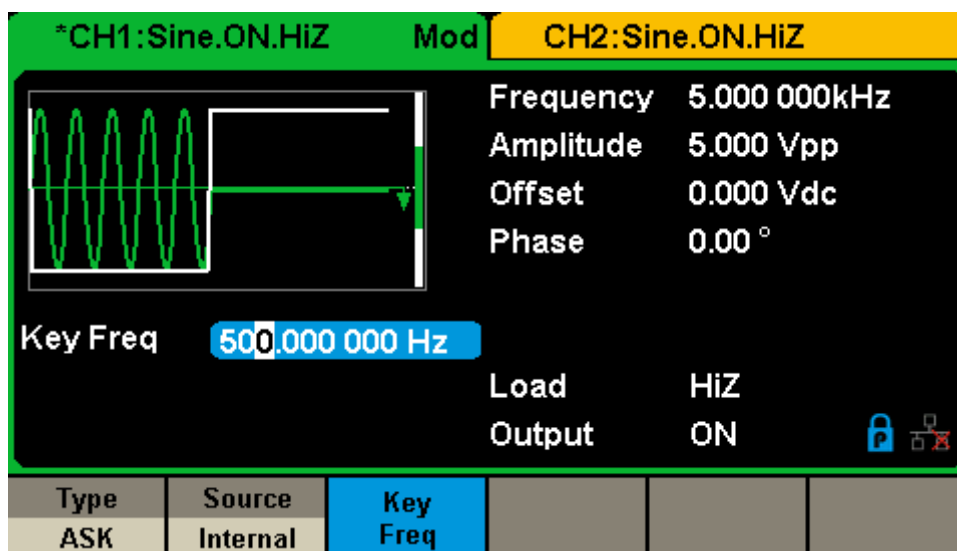 *CH1:Sine.ON.HiZ Mod CH2:Sine.ON.HiZ
Frequency 5.000 000kHz
Amplitude 5.000 Vpp
Offset 0.000 Vdc
Phase 0.00 °
Key Freq 500.000 000 Hz
Load HiZ
Output ON
P
Type Source Key
ASK Internal Freq